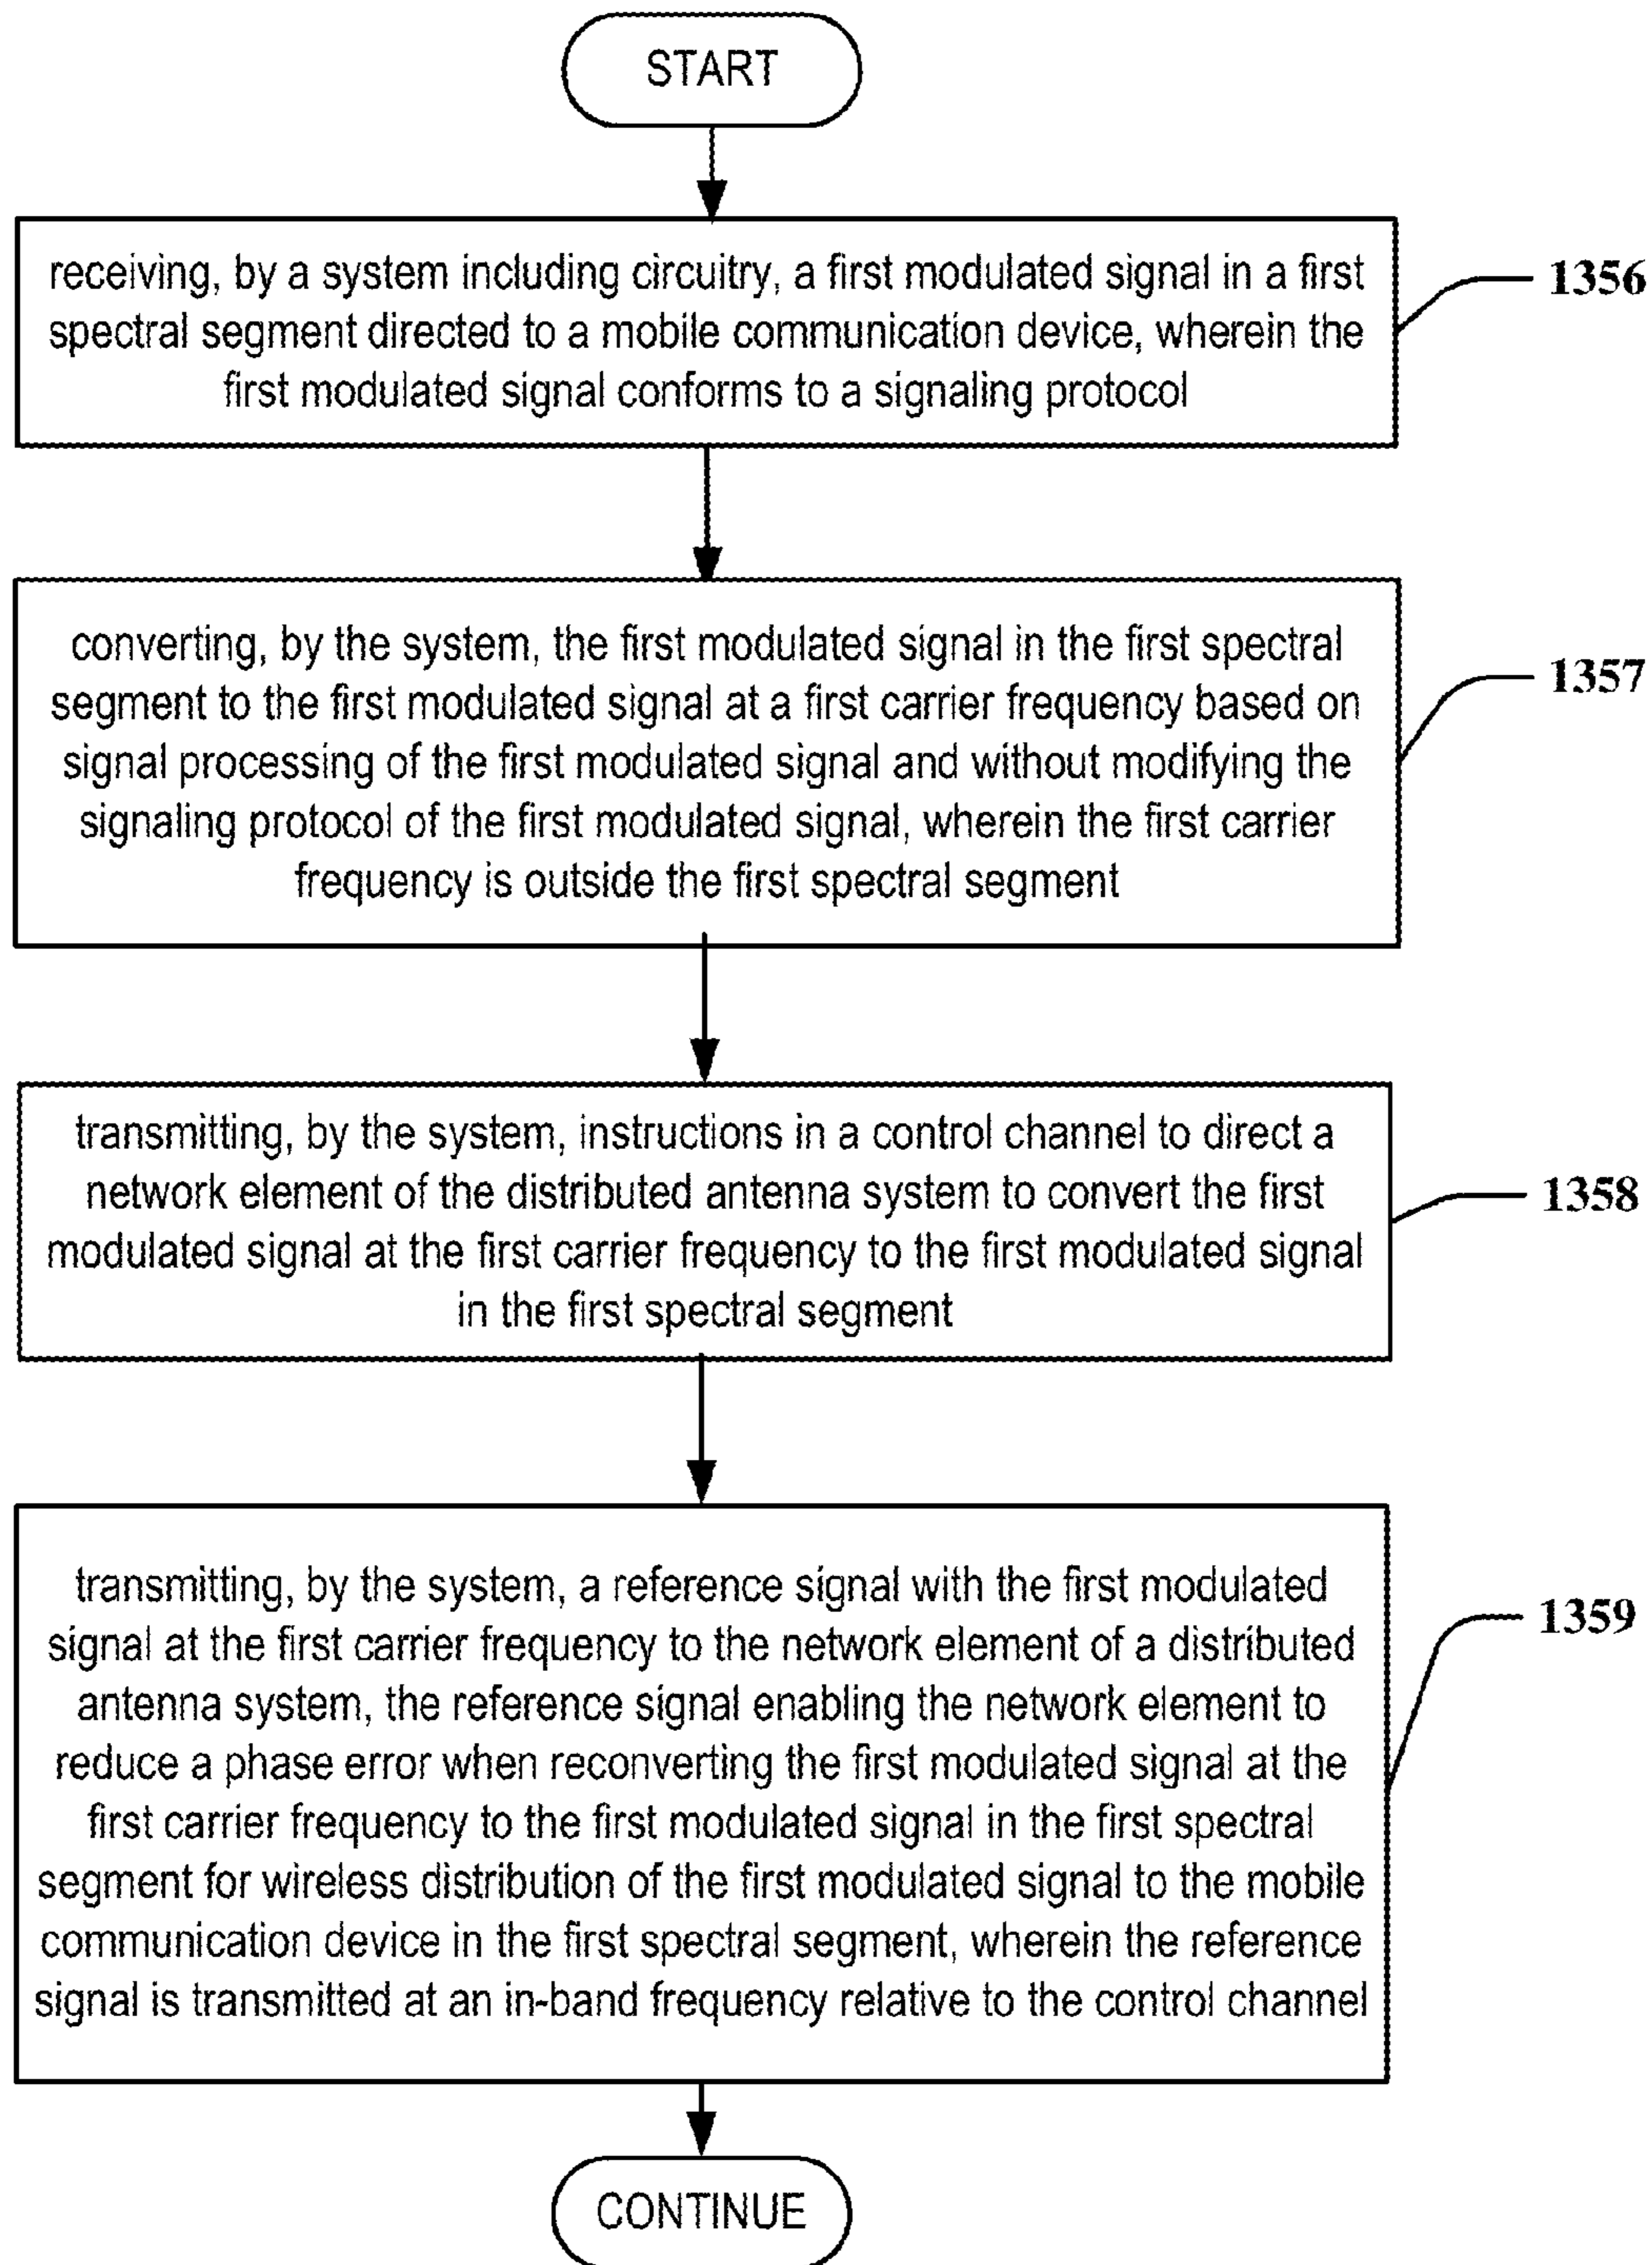 START
receiving, by a system including circuitry, a first modulated signal in a first
spectral segment directed to a mobile communication device, wherein the
first modulated signal conforms to a signaling protocol
1356
converting, by the system, the first modulated signal in the first spectral
segment to the first modulated signal at a first carrier frequency based on
signal processing of the first modulated signal and without modifying the
signaling protocol of the first modulated signal, wherein the first carrier
frequency is outside the first spectral segment
1357
transmitting, by the system, instructions in a control channel to direct a
network element of the distributed antenna system to convert the first
modulated signal at the first carrier frequency to the first modulated signal
in the first spectral segment
1358
transmitting, by the system, a reference signal with the first modulated
signal at the first carrier frequency to the network element of a distributed
antenna system, the reference signal enabling the network element to
reduce a phase error when reconverting the first modulated signal at the
first carrier frequency to the first modulated signal in the first spectral
segment for wireless distribution of the first modulated signal to the mobile
communication device in the first spectral segment, wherein the reference
signal is transmitted at an in-band frequency relative to the control channel
1359
CONTINUE